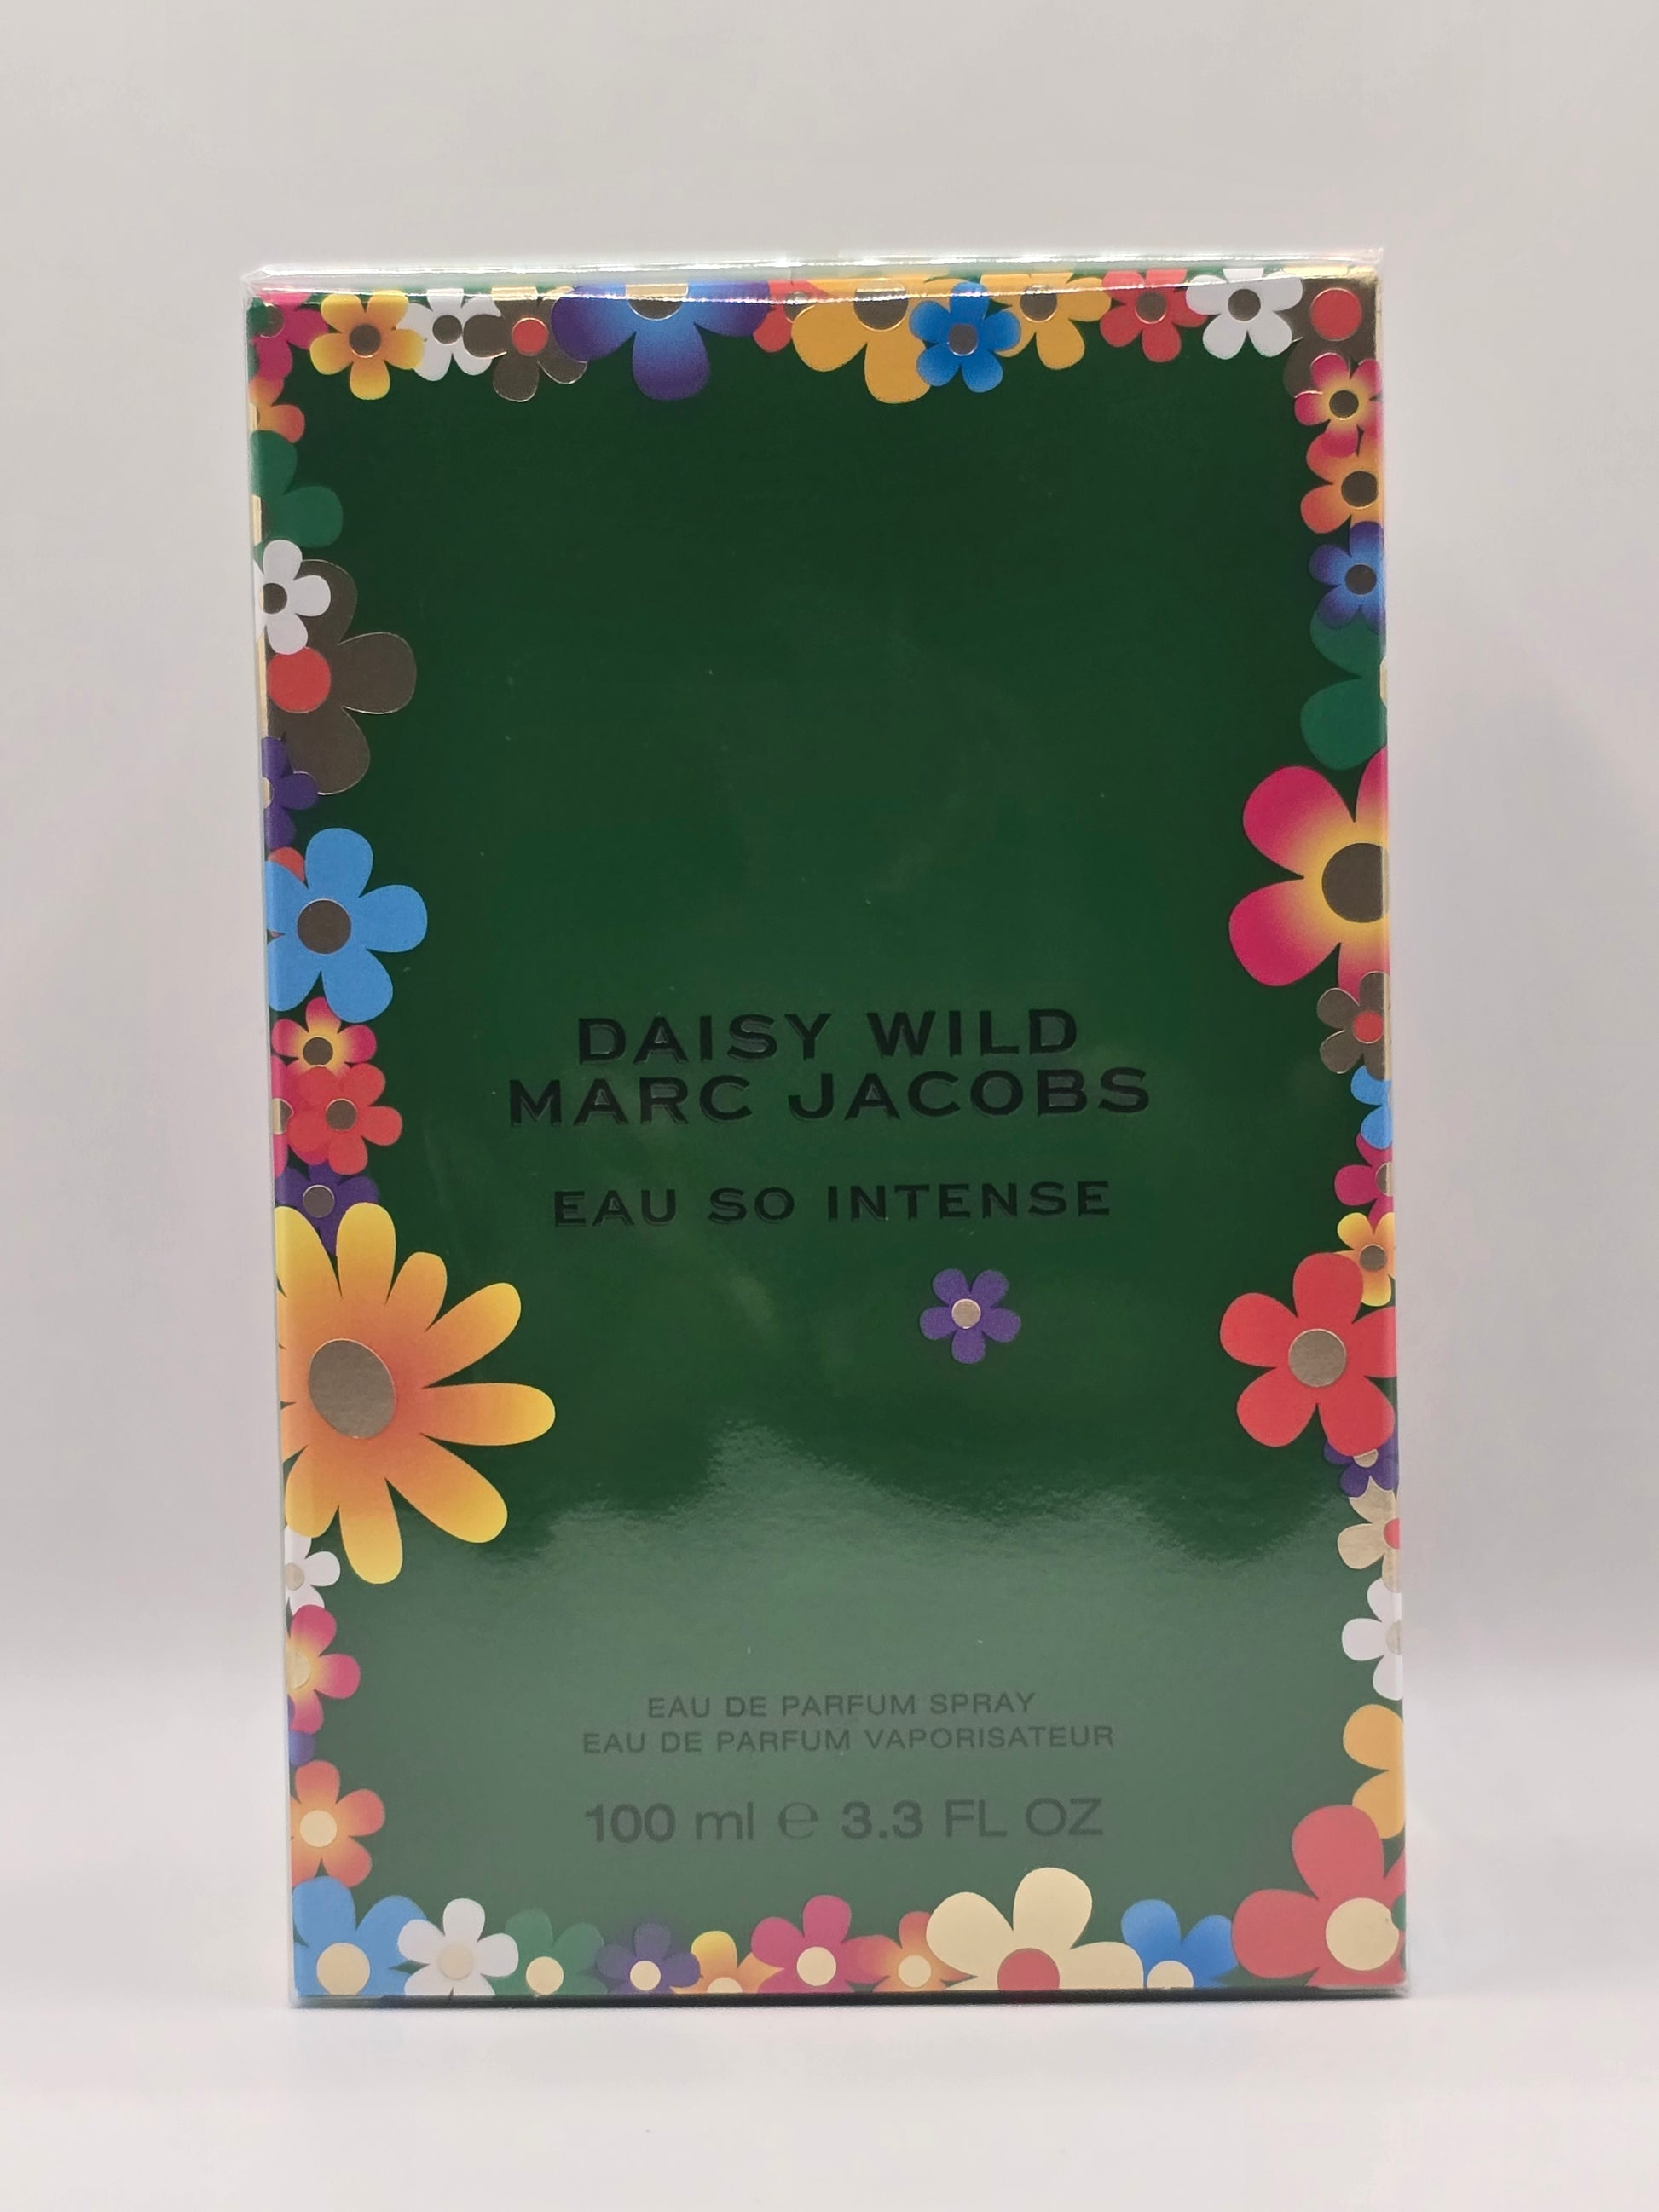 DAISY WILD
MARC JACOBS
EAU SO INTENSE
EAU DE PARFUM SPRAY
EAU DE PARFUM VAPORISATEUR
100 ml ℮ 3.3 FL OZ